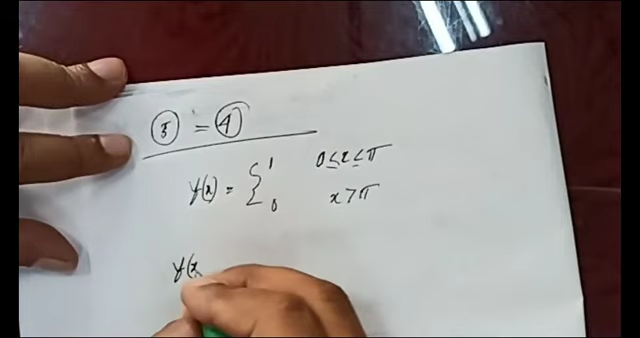 ③ = ④
f(x) = { 1 0 ≤ x ≤ π
0 x > π
f(x